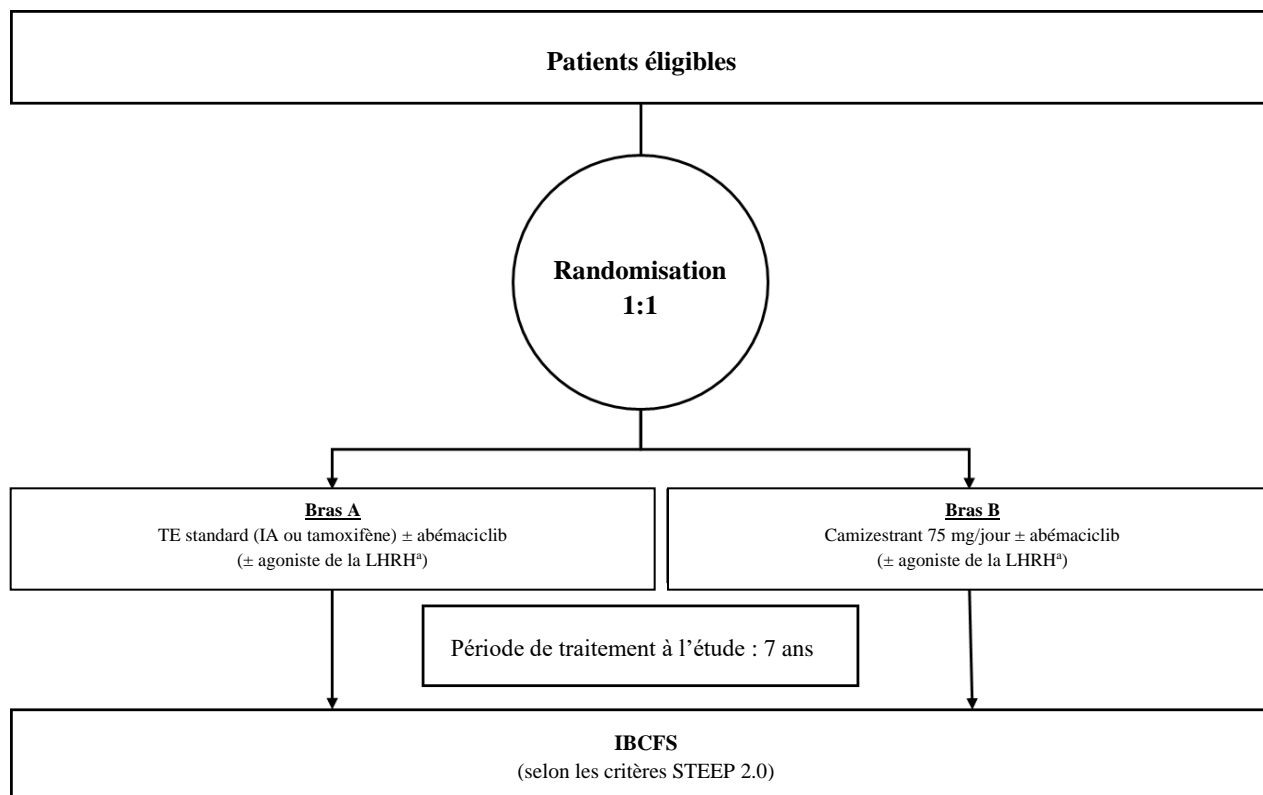 Patients éligibles
Randomisation
1:1
Bras A
TE standard (IA ou tamoxifène) ± abémaciclib
(± agoniste de la LHRHª)
Bras B
Camizestrant 75 mg/jour ± abémaciclib
(± agoniste de la LHRHª)
Période de traitement à l’étude : 7 ans
IBCFS
(selon les critères STEEP 2.0)